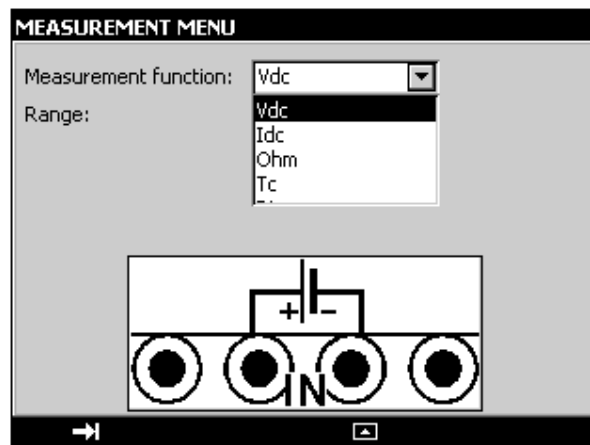 MEASUREMENT MENU
Measurement function: Vdc
Range:
Vdc
Idc
Ohm
Tc
+ -
IN